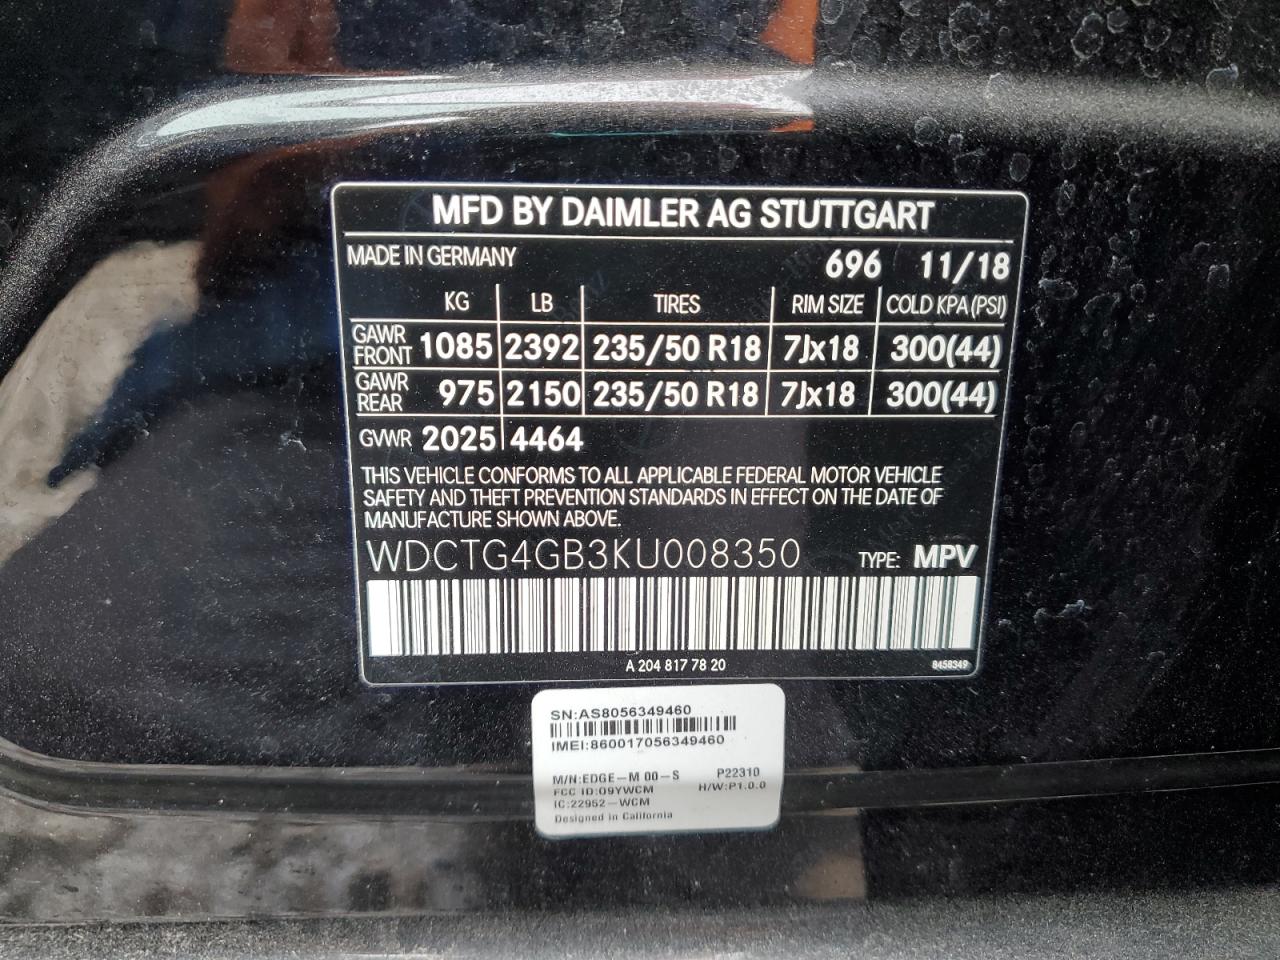 MFD BY DAIMLER AG STUTTGART
MADE IN GERMANY 696 11/18
KG LB TIRES RIM SIZE COLD KPA (PSI)
GAWR FRONT 1085 2392 235/50 R18 7Jx18 300(44)
GAWR REAR 975 2150 235/50 R18 7Jx18 300(44)
GVWR 2025 4464
THIS VEHICLE CONFORMS TO ALL APPLICABLE FEDERAL MOTOR VEHICLE
SAFETY AND THEFT PREVENTION STANDARDS IN EFFECT ON THE DATE OF
MANUFACTURE SHOWN ABOVE.
WDCTG4GB3KU008350 TYPE: MPV
A 204 817 78 20 8458349
SN:AS8056349460
IMEI:860017056349460
M/N:EDGE-M 00-S P22310
FCC ID:O9YWCM H/W:P1.0.0
IC:22952-WCM
Designed in California